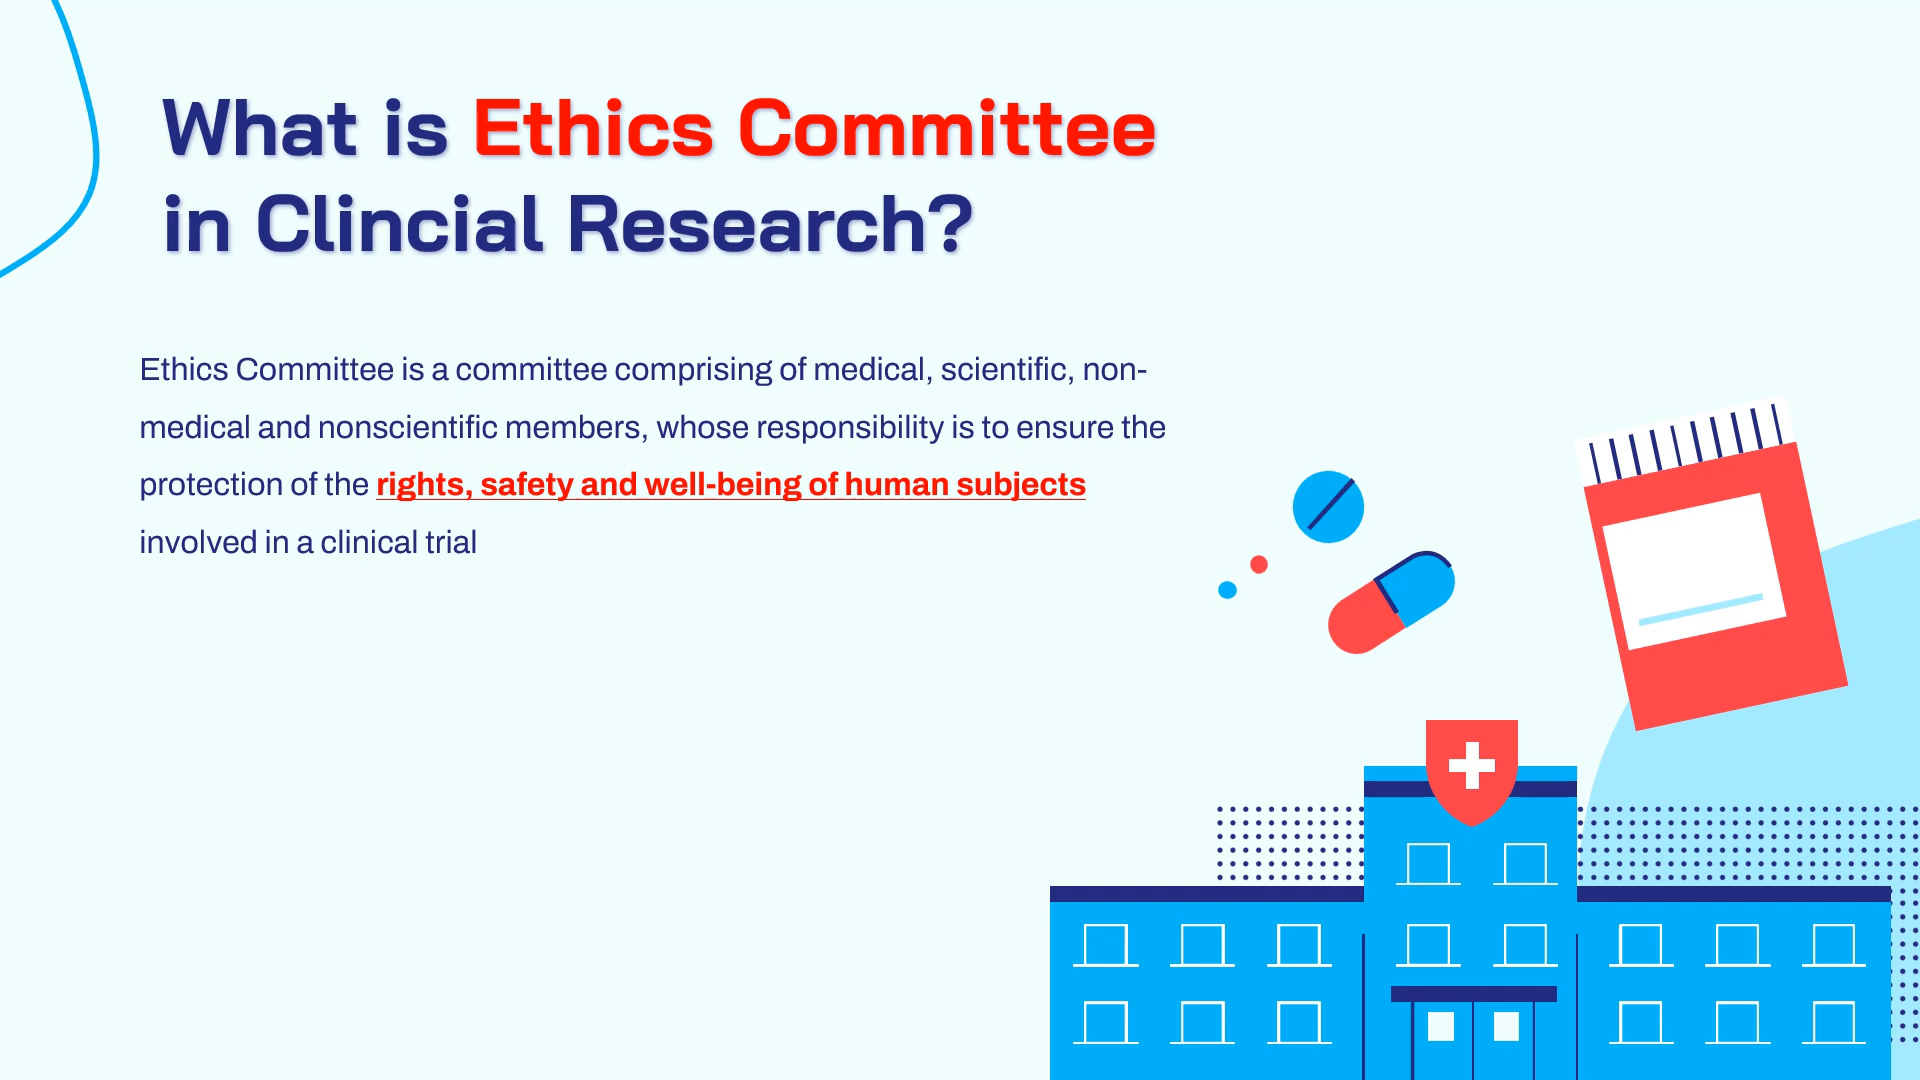 What is Ethics Committee
in Clincial Research?
Ethics Committee is a committee comprising of medical, scientific, non-
medical and nonscientific members, whose responsibility is to ensure the
protection of the rights, safety and well-being of human subjects
involved in a clinical trial